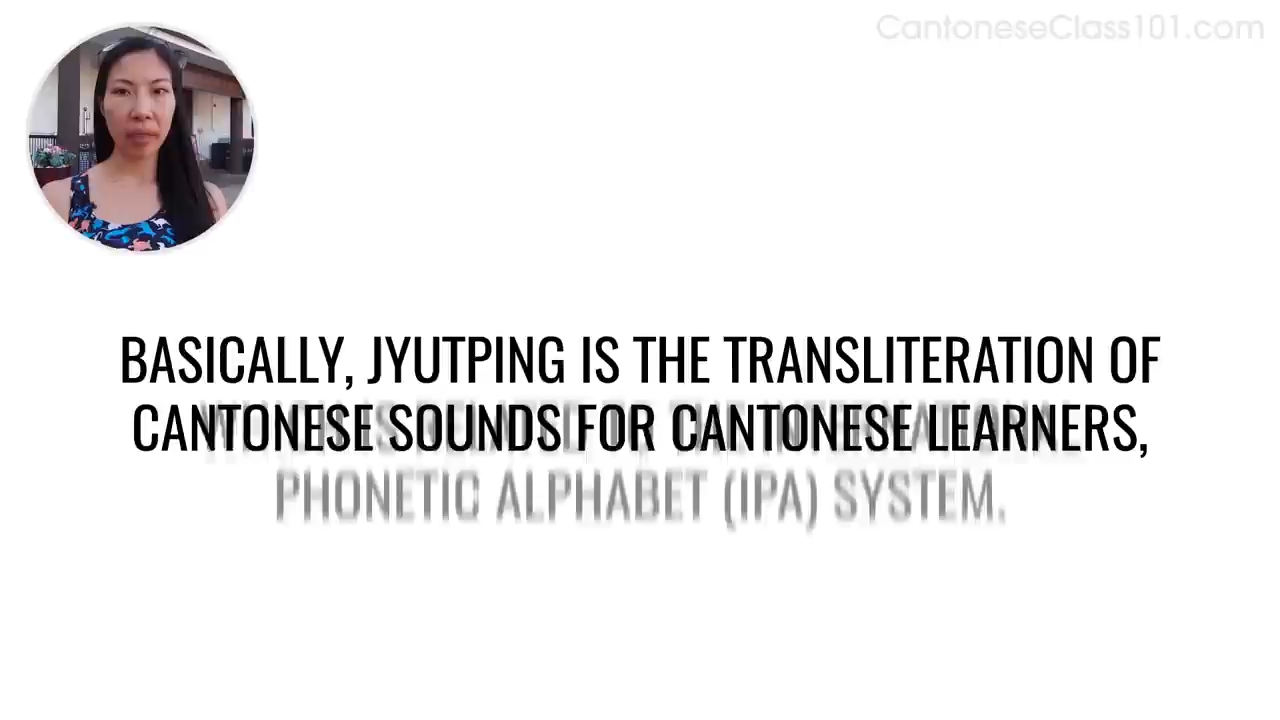 CantoneseClass101.com
BASICALLY, JYUTPING IS THE TRANSLITERATION OF
CANTONESE SOUNDS FOR CANTONESE LEARNERS,
PHONETIC ALPHABET (IPA) SYSTEM.